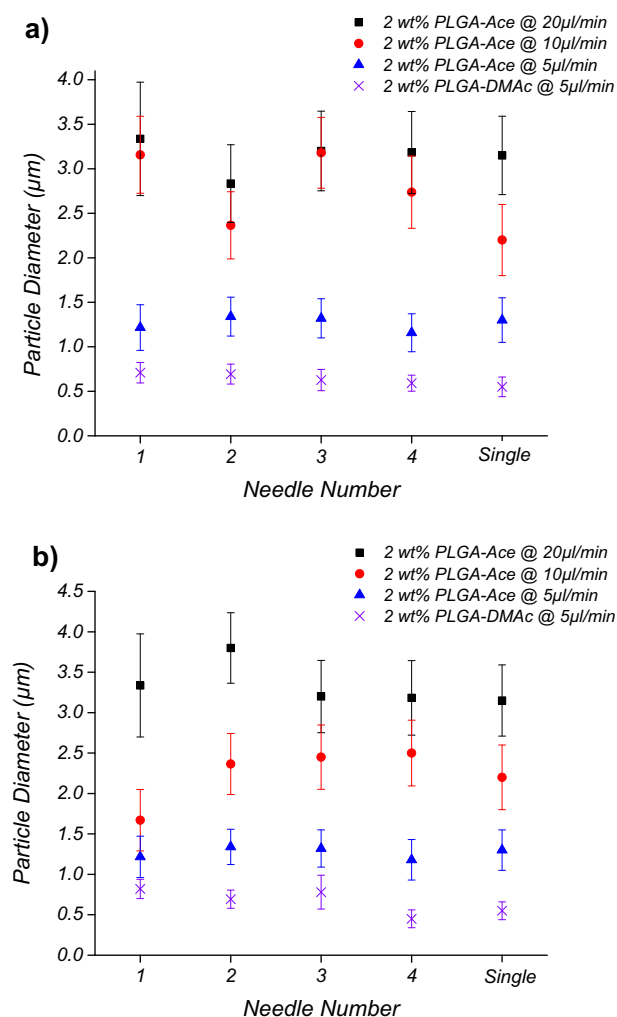 a)
2 wt% PLGA-Ace @ 20µl/min
2 wt% PLGA-Ace @ 10µl/min
2 wt% PLGA-Ace @ 5µl/min
2 wt% PLGA-DMAc @ 5µl/min
4.0
3.5
3.0
2.5
2.0
1.5
1.0
0.5
0.0
Particle Diameter (µm)
1 2 3 4 Single
Needle Number
b)
2 wt% PLGA-Ace @ 20µl/min
2 wt% PLGA-Ace @ 10µl/min
2 wt% PLGA-Ace @ 5µl/min
2 wt% PLGA-DMAc @ 5µl/min
4.5
4.0
3.5
3.0
2.5
2.0
1.5
1.0
0.5
0.0
Particle Diameter (µm)
1 2 3 4 Single
Needle Number